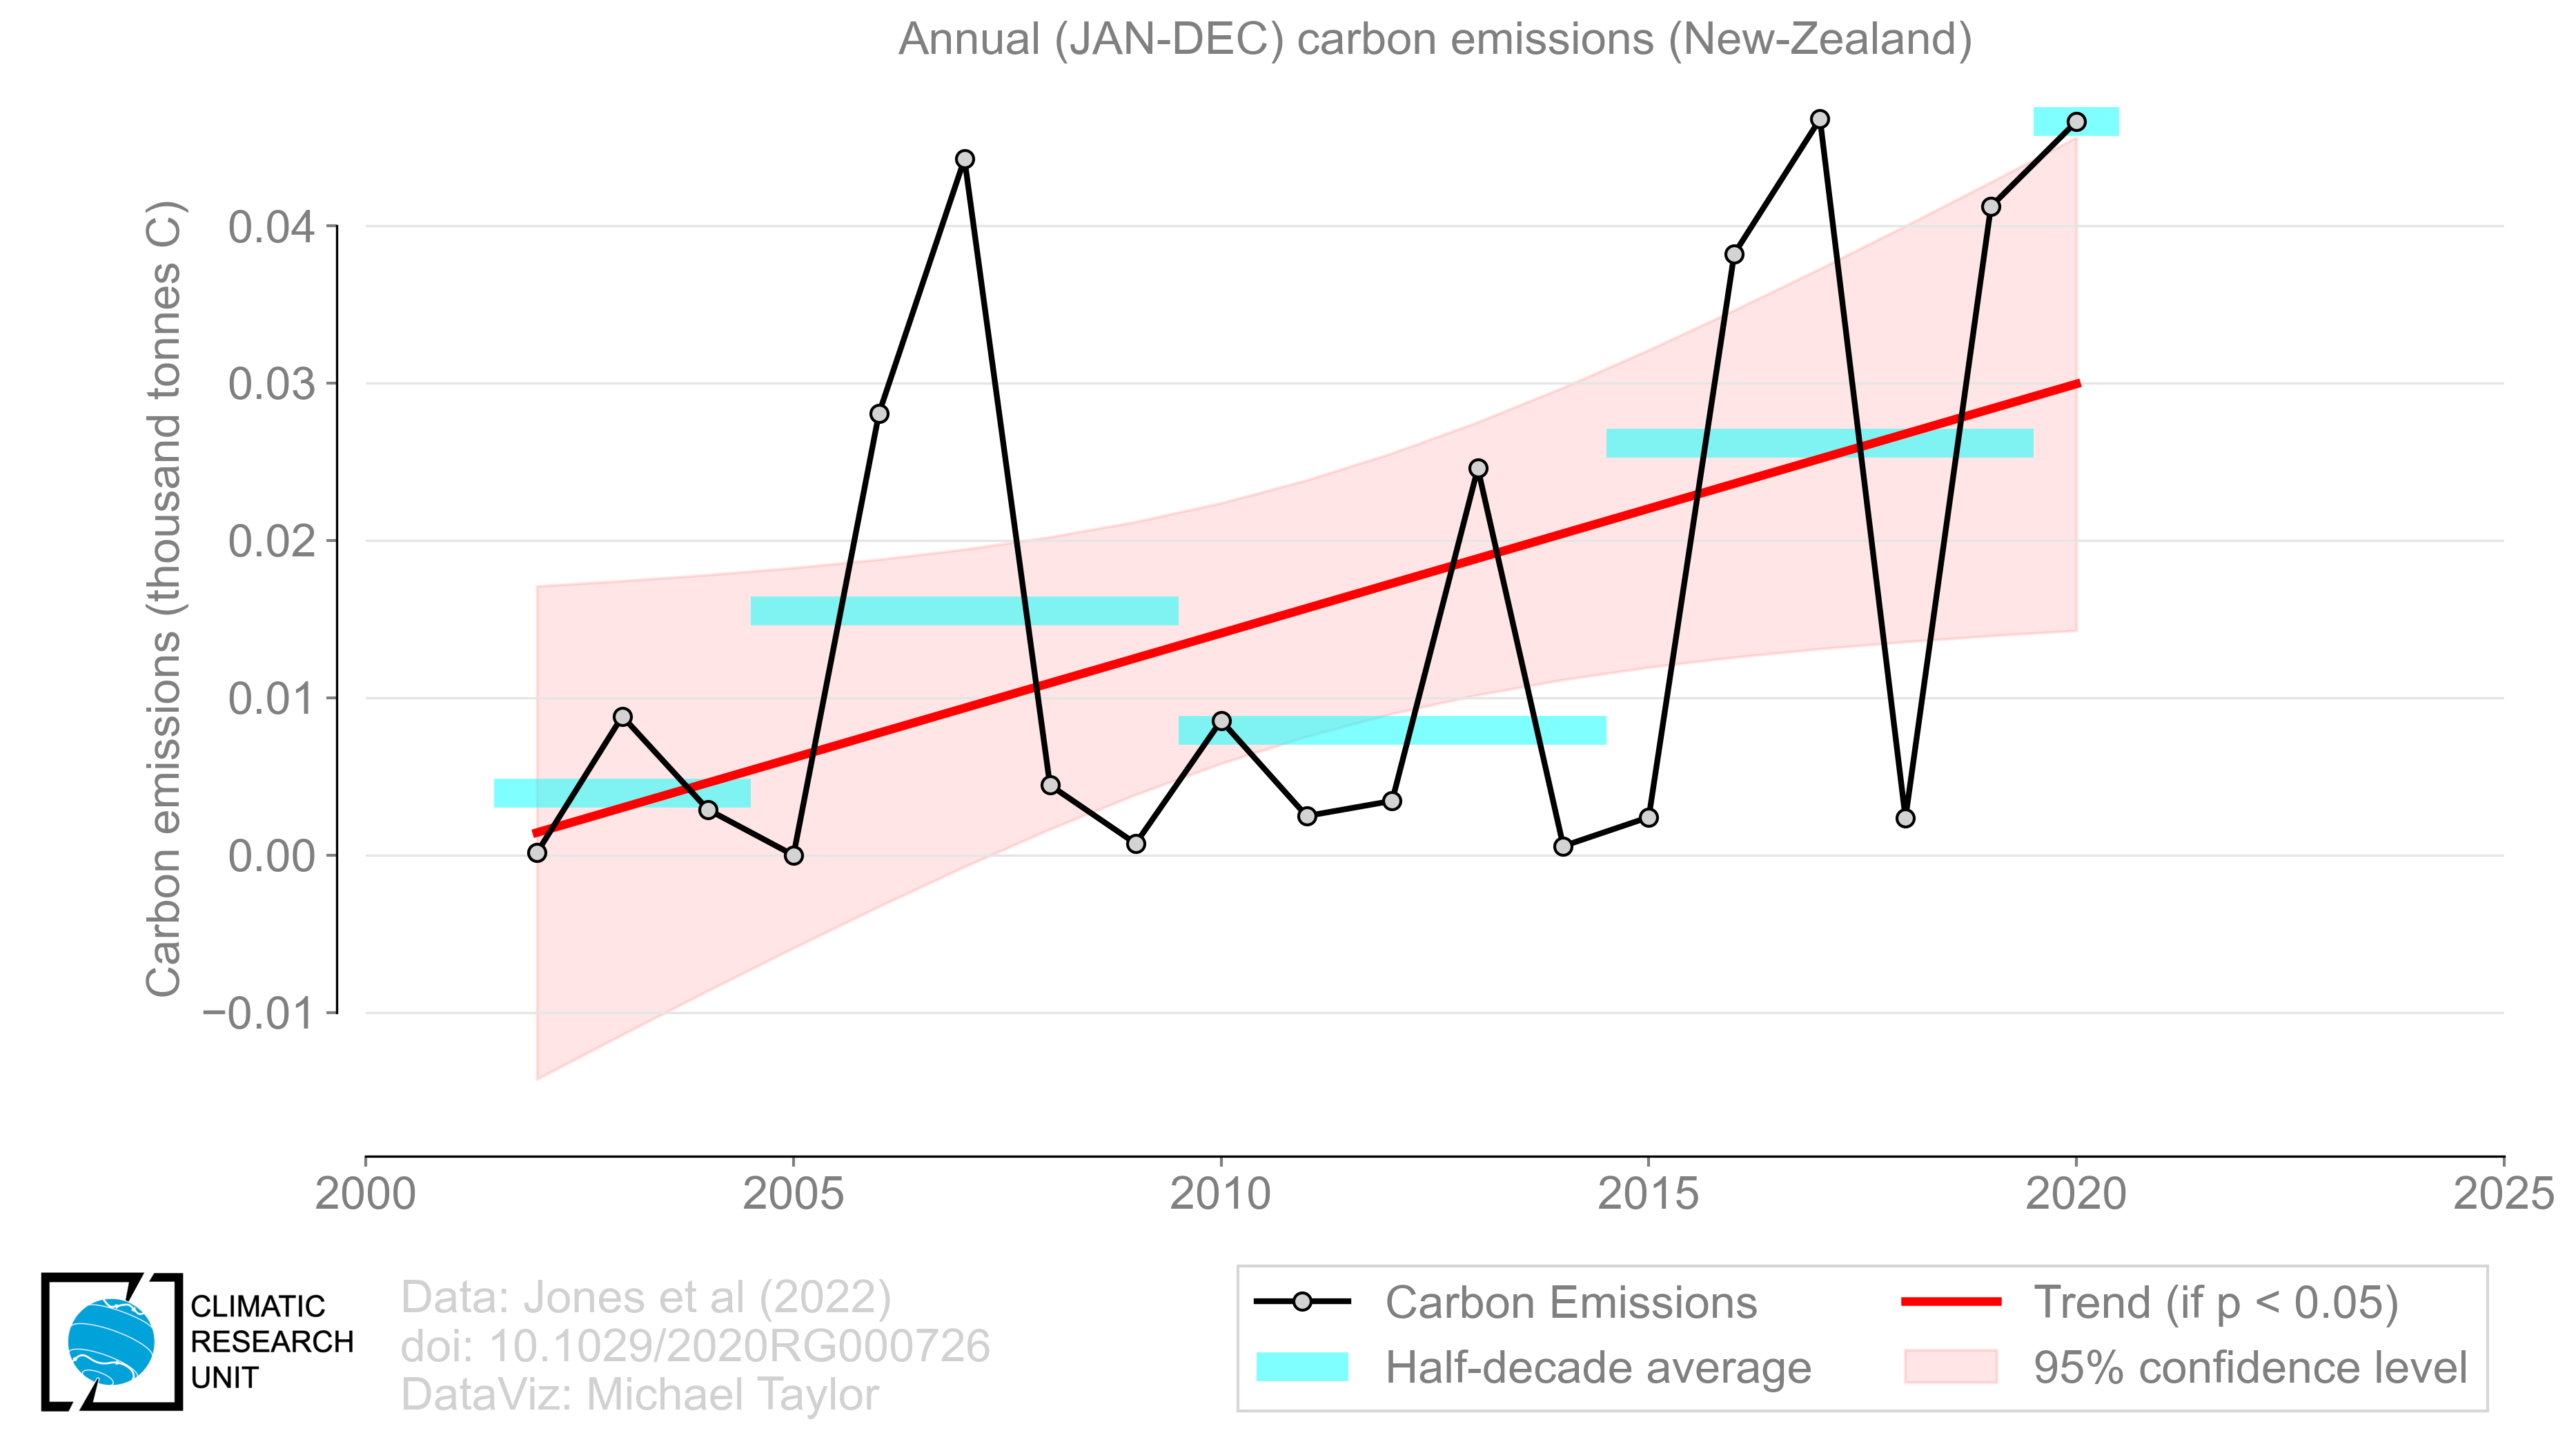 Annual (JAN-DEC) carbon emissions (New-Zealand)
Carbon emissions (thousand tonnes C)
0.04
0.03
0.02
0.01
0.00
−0.01
2000
2005
2010
2015
2020
2025
CLIMATIC
RESEARCH
UNIT
Data: Jones et al (2022)
doi: 10.1029/2020RG000726
DataViz: Michael Taylor
Carbon Emissions
Half-decade average
Trend (if p < 0.05)
95% confidence level